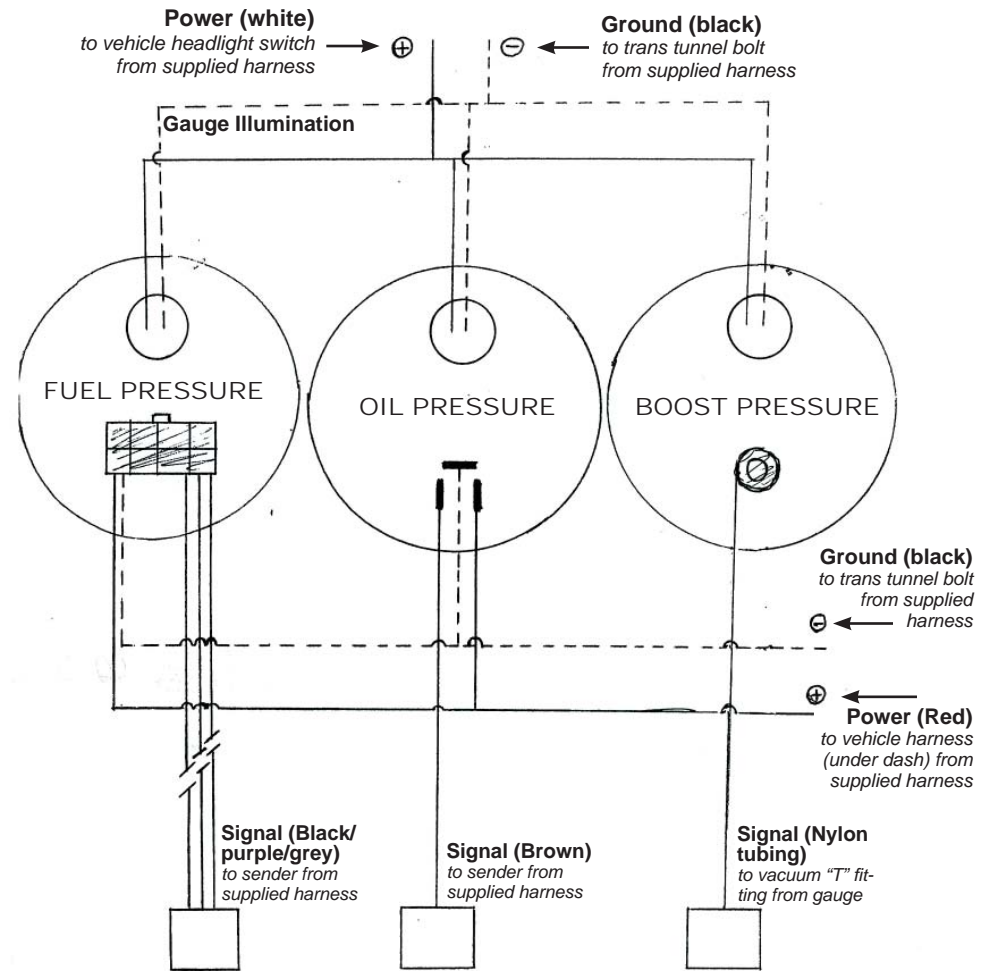 Power (white)
to vehicle headlight switch
from supplied harness
+
-
Ground (black)
to trans tunnel bolt
from supplied harness
Gauge Illumination
FUEL PRESSURE
OIL PRESSURE
BOOST PRESSURE
Ground (black)
to trans tunnel bolt
from supplied
harness
-
+
Power (Red)
to vehicle harness
(under dash) from
supplied harness
Signal (Black/
purple/grey)
to sender from
supplied harness
Signal (Brown)
to sender from
supplied harness
Signal (Nylon
tubing)
to vacuum “T” fit-
ting from gauge